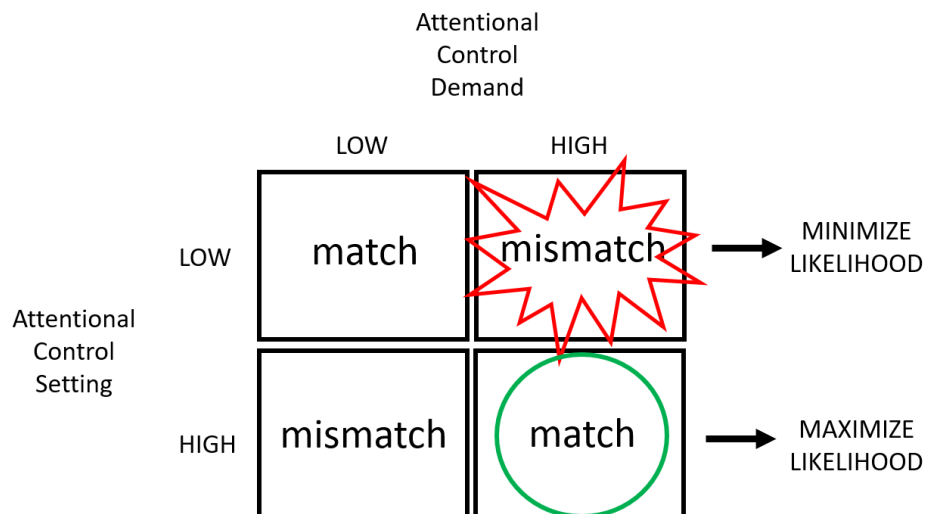 Attentional
Control
Demand
LOW HIGH
LOW match mismatch MINIMIZE
LIKELIHOOD
Attentional
Control
Setting
HIGH mismatch match MAXIMIZE
LIKELIHOOD